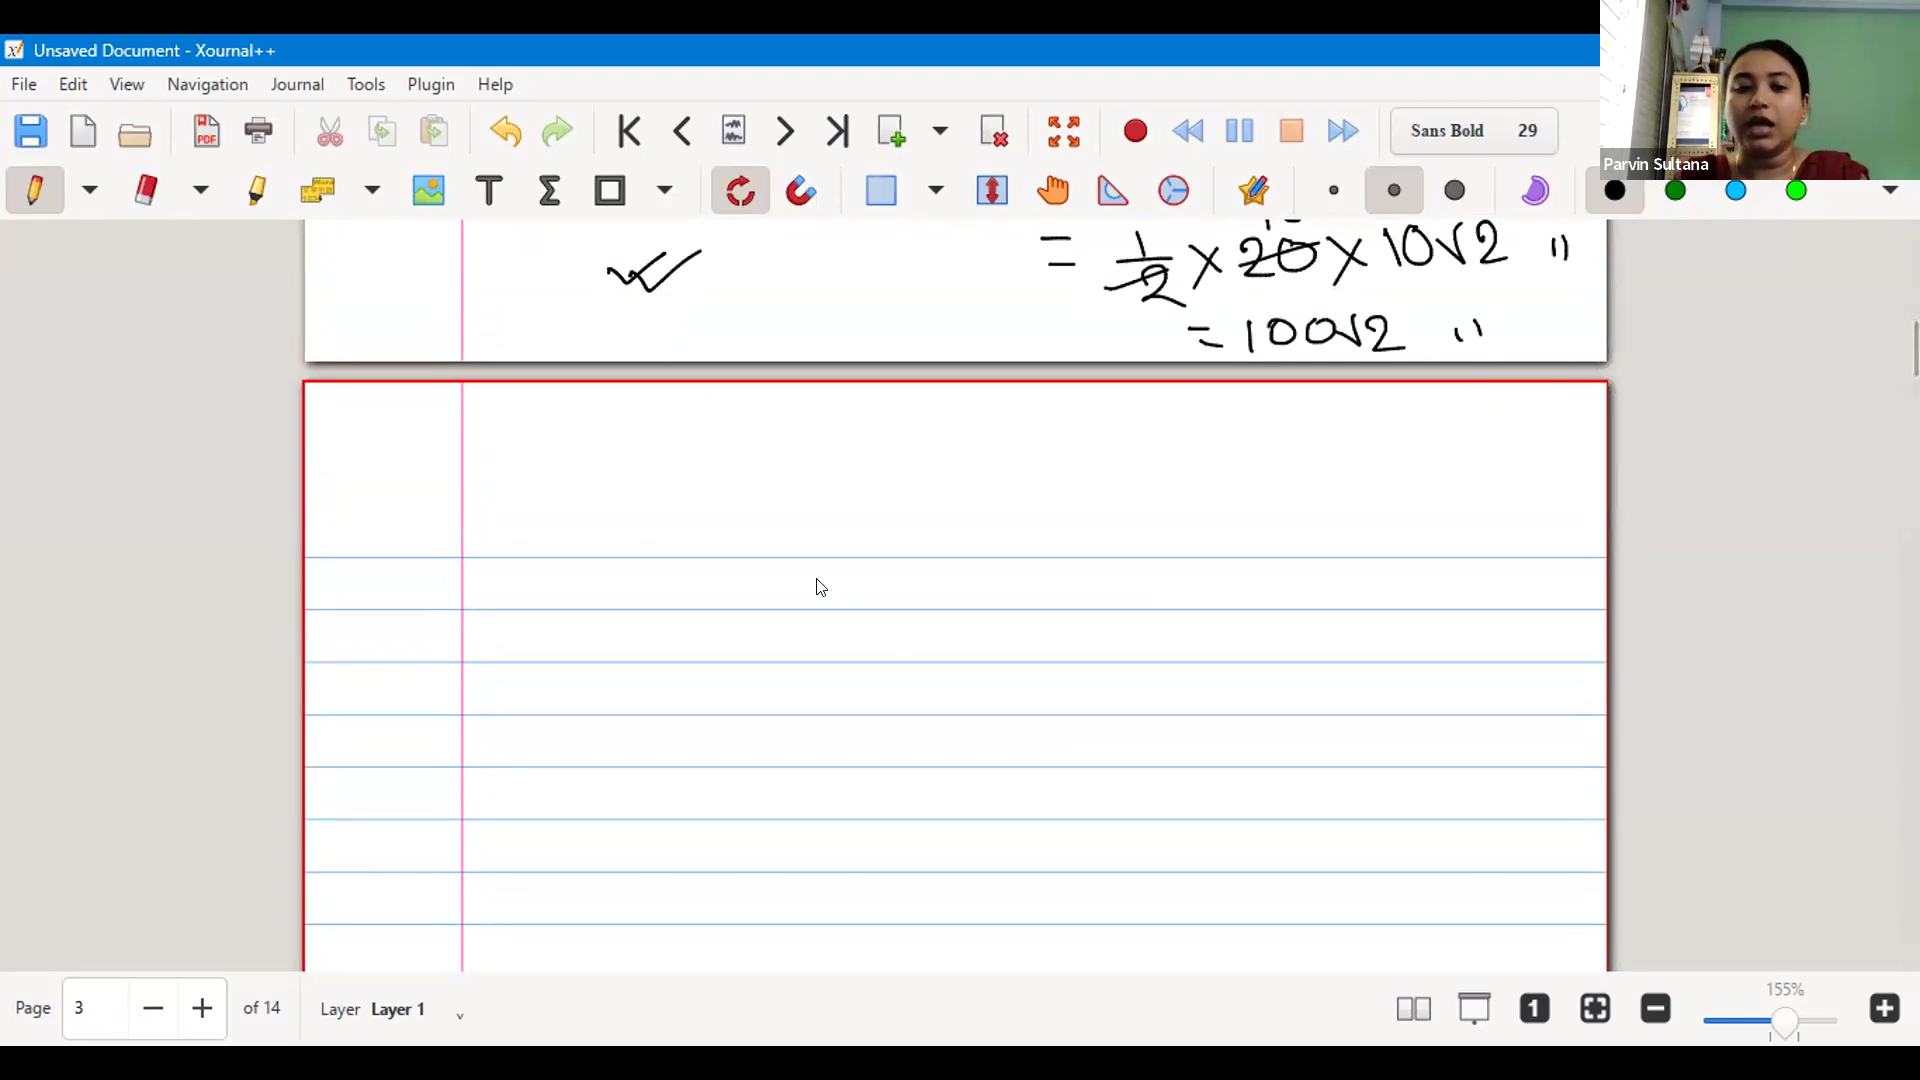 Unsaved Document - Xournal++
File Edit View Navigation Journal Tools Plugin Help
Sans Bold 29
Parvin Sultana
= 1/2 × 20 × 10√2 "
10
= 100√2 "
Page 3 of 14 Layer Layer 1
155%